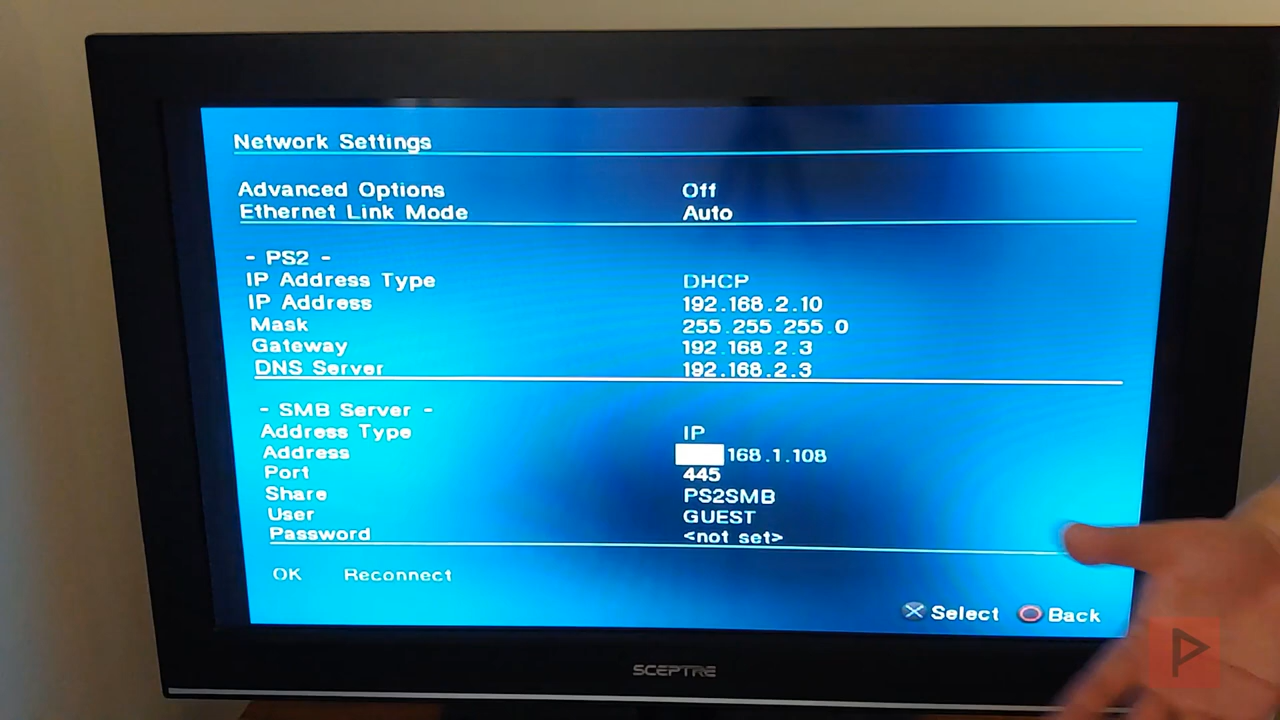 Network Settings
Advanced Options Off
Ethernet Link Mode Auto
- PS2 -
IP Address Type DHCP
IP Address 192.168.2.10
Mask 255.255.255.0
Gateway 192.168.2.3
DNS Server 192.168.2.3
- SMB Server -
Address Type IP
Address 168.1.108
Port 445
Share PS2SMB
User GUEST
Password <not set>
OK Reconnect
Select Back
SCEPTRE